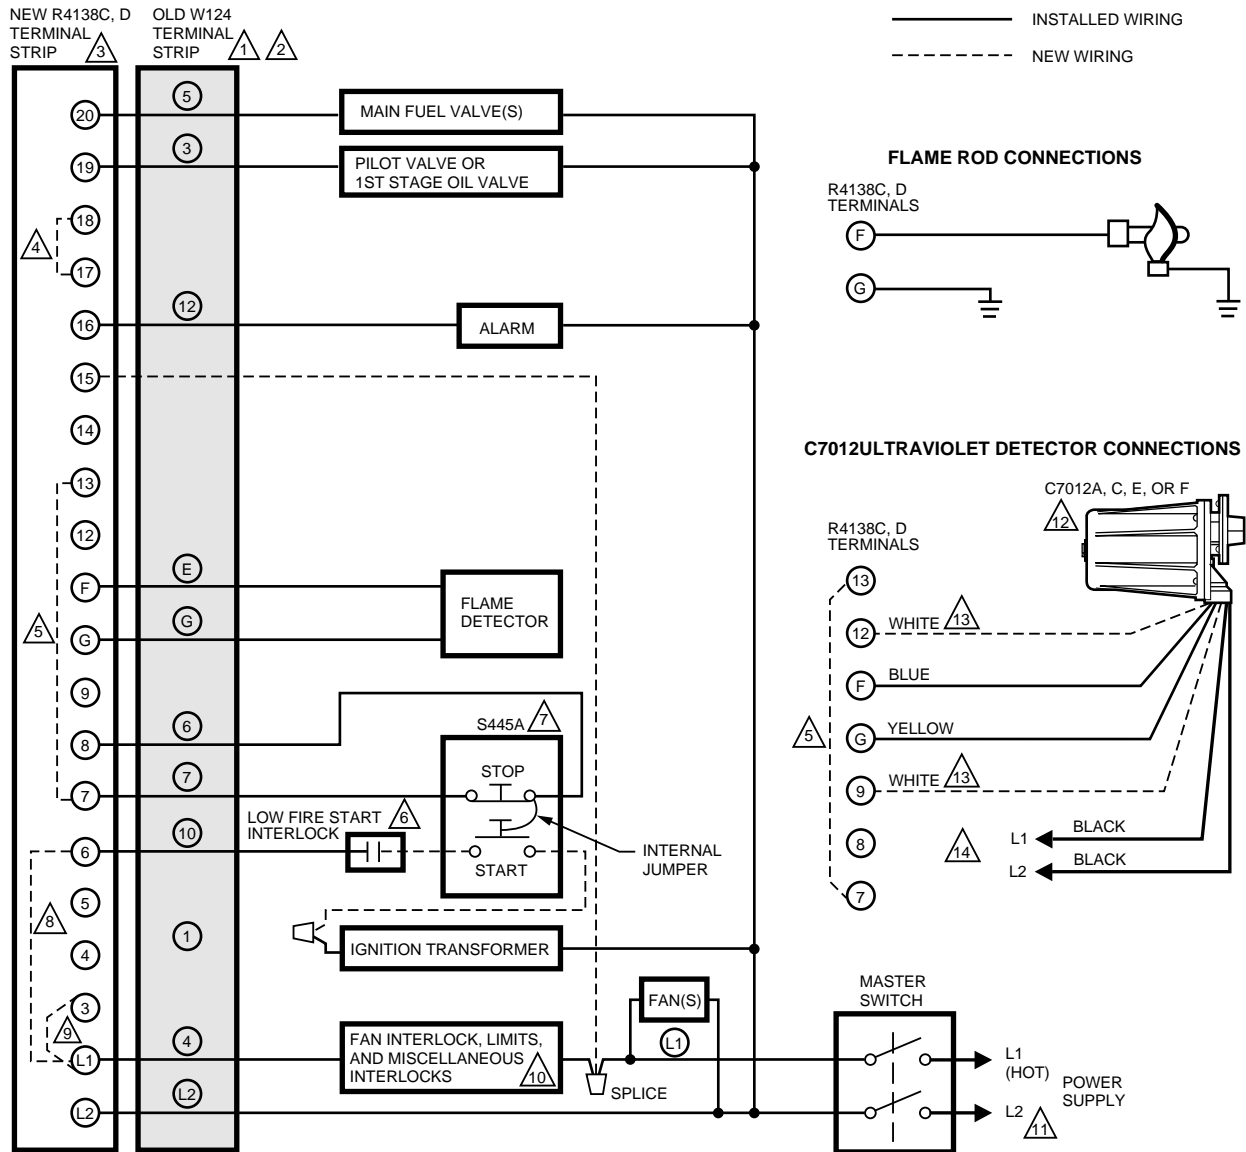 NEW R4138C, D
TERMINAL
STRIP
3
OLD W124
TERMINAL
STRIP
1
2
INSTALLED WIRING
NEW WIRING
20
5
MAIN FUEL VALVE(S)
19
3
PILOT VALVE OR
1ST STAGE OIL VALVE
18
4
17
16
12
ALARM
15
14
13
12
F
E
FLAME
DETECTOR
5
G
G
9
8
6
S445A
7
7
7
STOP
LOW FIRE START
INTERLOCK
6
6
10
START
INTERNAL
JUMPER
5
8
4
1
IGNITION TRANSFORMER
3
9
L1
4
FAN INTERLOCK, LIMITS,
AND MISCELLANEOUS
INTERLOCKS
10
SPLICE
FAN(S)
L1
L2
L2
MASTER
SWITCH
L1
(HOT)
L2
11
POWER
SUPPLY
FLAME ROD CONNECTIONS
R4138C, D
TERMINALS
F
G
C7012ULTRAVIOLET DETECTOR CONNECTIONS
C7012A, C, E, OR F
12
R4138C, D
TERMINALS
13
12
WHITE
13
F
BLUE
5
G
YELLOW
9
WHITE
13
8
14
L1
BLACK
L2
BLACK
7